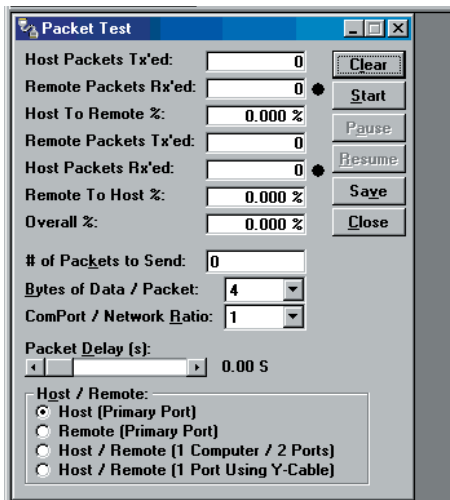 Packet Test
Host Packets Tx'ed: 0
Clear
Remote Packets Rx'ed: 0
Start
Host To Remote %: 0.000 %
Pause
Remote Packets Tx'ed: 0
Host Packets Rx'ed: 0
Resume
Remote To Host %: 0.000 %
Save
Overall %: 0.000 %
Close
# of Packets to Send: 0
Bytes of Data / Packet: 4
ComPort / Network Ratio: 1
Packet Delay (s):
0.00 S
Host / Remote:
Host (Primary Port)
Remote (Primary Port)
Host / Remote (1 Computer / 2 Ports)
Host / Remote (1 Port Using Y-Cable)